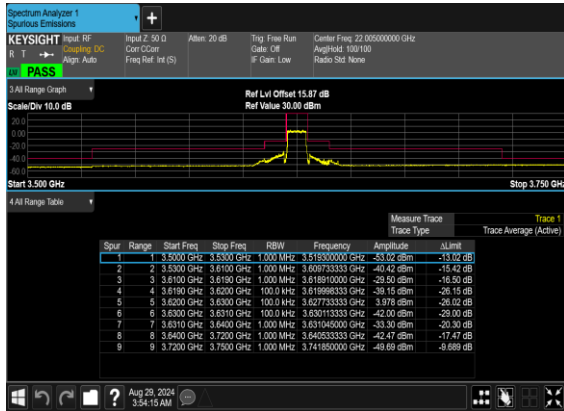 Spectrum Analyzer 1
Spurious Emissions
KEYSIGHT Input: RF Input Z: 50 Ω Atten: 20 dB Trig: Free Run Center Freq: 22.005000000 GHz
R T Coupling: DC Corr CCorr Gate: Off Avg|Hold: 100/100
Align: Auto Freq Ref: Int (S) IF Gain: Low Radio Std: None
LXI PASS
3 All Range Graph
Ref Lvl Offset 15.87 dB
Scale/Div 10.0 dB Ref Value 30.00 dBm
20.0
0.00
-20.0
-40.0
-60.0
Start 3.500 GHz Stop 3.750 GHz
4 All Range Table
Measure Trace Trace 1
Trace Type Trace Average (Active)
Spur Range Start Freq Stop Freq RBW Frequency Amplitude ΔLimit
1 1 3.5000 GHz 3.5300 GHz 1.000 MHz 3.519300000 GHz -53.02 dBm -13.02 dB
2 2 3.5300 GHz 3.6100 GHz 1.000 MHz 3.609733333 GHz -40.42 dBm -15.42 dB
3 3 3.6100 GHz 3.6190 GHz 1.000 MHz 3.618910000 GHz -29.50 dBm -16.50 dB
4 4 3.6190 GHz 3.6200 GHz 100.0 kHz 3.619998333 GHz -39.15 dBm -26.15 dB
5 5 3.6200 GHz 3.6300 GHz 100.0 kHz 3.627733333 GHz 3.978 dBm -26.02 dB
6 6 3.6300 GHz 3.6310 GHz 100.0 kHz 3.630113333 GHz -42.00 dBm -29.00 dB
7 7 3.6310 GHz 3.6400 GHz 1.000 MHz 3.631045000 GHz -33.30 dBm -20.30 dB
8 8 3.6400 GHz 3.7200 GHz 1.000 MHz 3.640533333 GHz -42.47 dBm -17.47 dB
9 9 3.7200 GHz 3.7500 GHz 1.000 MHz 3.741850000 GHz -49.69 dBm -9.689 dB
Aug 29, 2024
3:54:15 AM